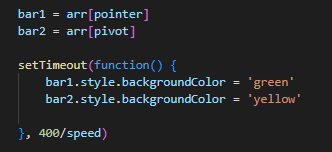 bar1 = arr[pointer]
bar2 = arr[pivot]
setTimeout(function() {
bar1.style.backgroundColor = 'green'
bar2.style.backgroundColor = 'yellow'
}, 400/speed)